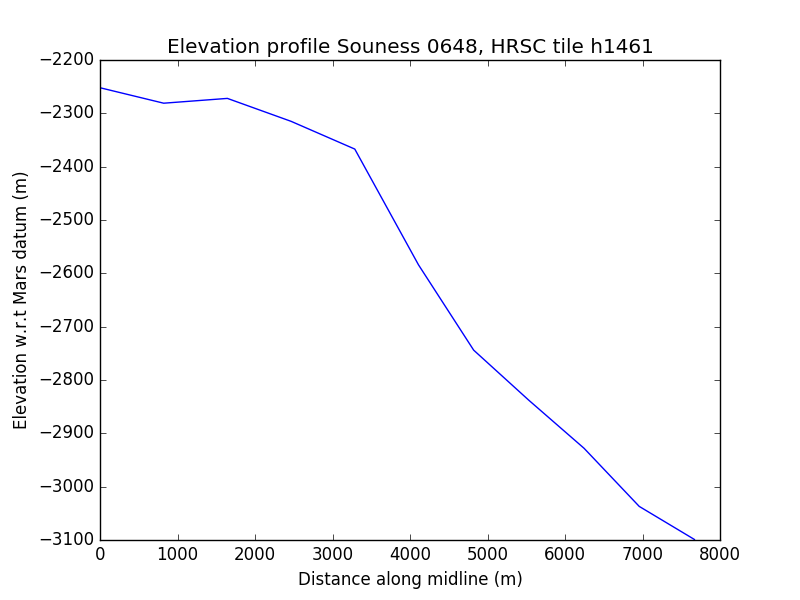 Elevation profile Souness 0648, HRSC tile h1461
Elevation w.r.t Mars datum (m)
−2200
−2300
−2400
−2500
−2600
−2700
−2800
−2900
−3000
−3100
0 1000 2000 3000 4000 5000 6000 7000 8000
Distance along midline (m)